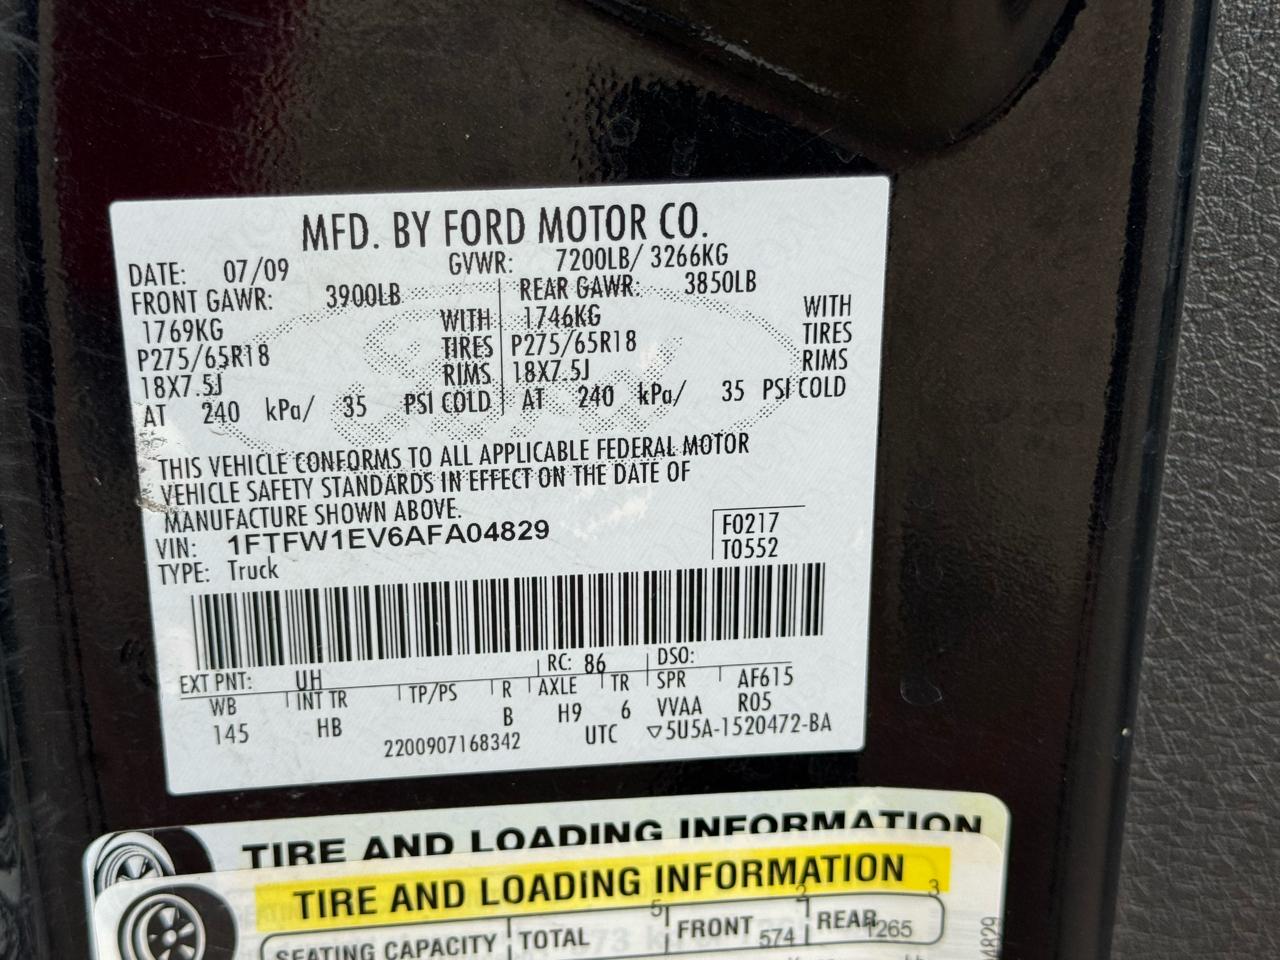 MFD. BY FORD MOTOR CO.
DATE: 07/09 GVWR: 7200LB/ 3266KG
FRONT GAWR: 3900LB REAR GAWR: 3850LB
1769KG WITH 1746KG WITH
P275/65R18 TIRES P275/65R18 TIRES
18X7.5J RIMS 18X7.5J RIMS
AT 240 kPa/ 35 PSI COLD AT 240 kPa/ 35 PSI COLD
THIS VEHICLE CONFORMS TO ALL APPLICABLE FEDERAL MOTOR
VEHICLE SAFETY STANDARDS IN EFFECT ON THE DATE OF
MANUFACTURE SHOWN ABOVE.
VIN: 1FTFW1EV6AFA04829 F0217
TYPE: Truck T0552
EXT PNT: UH RC: 86 DSO:
WB INT TR TP/PS R AXLE TR SPR AF615
145 HB B H9 6 VVAA R05
2200907168342 UTC ▽5U5A-1520472-BA
TIRE AND LOADING INFORMATION
TIRE AND LOADING INFORMATION
SEATING CAPACITY TOTAL 5 FRONT 2 REAR 3
574 1265
4829